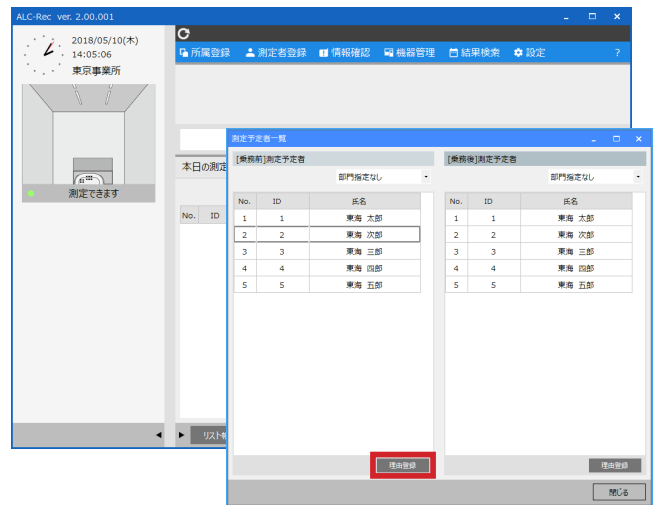 ALC-Rec ver. 2.00.001
2018/05/10(木)
14:05:06
東京事業所
所属登録 測定者登録 情報確認 機器管理 結果検索 設定 ?
測定できます
本日の測定
No. ID
リスト
測定予定者一覧
[乗務前]測定予定者
部門指定なし
No. ID 氏名
1 1 東海 太郎
2 2 東海 次郎
3 3 東海 三郎
4 4 東海 四郎
5 5 東海 五郎
理由登録
[乗務後]測定予定者
部門指定なし
No. ID 氏名
1 1 東海 太郎
2 2 東海 次郎
3 3 東海 三郎
4 4 東海 四郎
5 5 東海 五郎
理由登録
閉じる